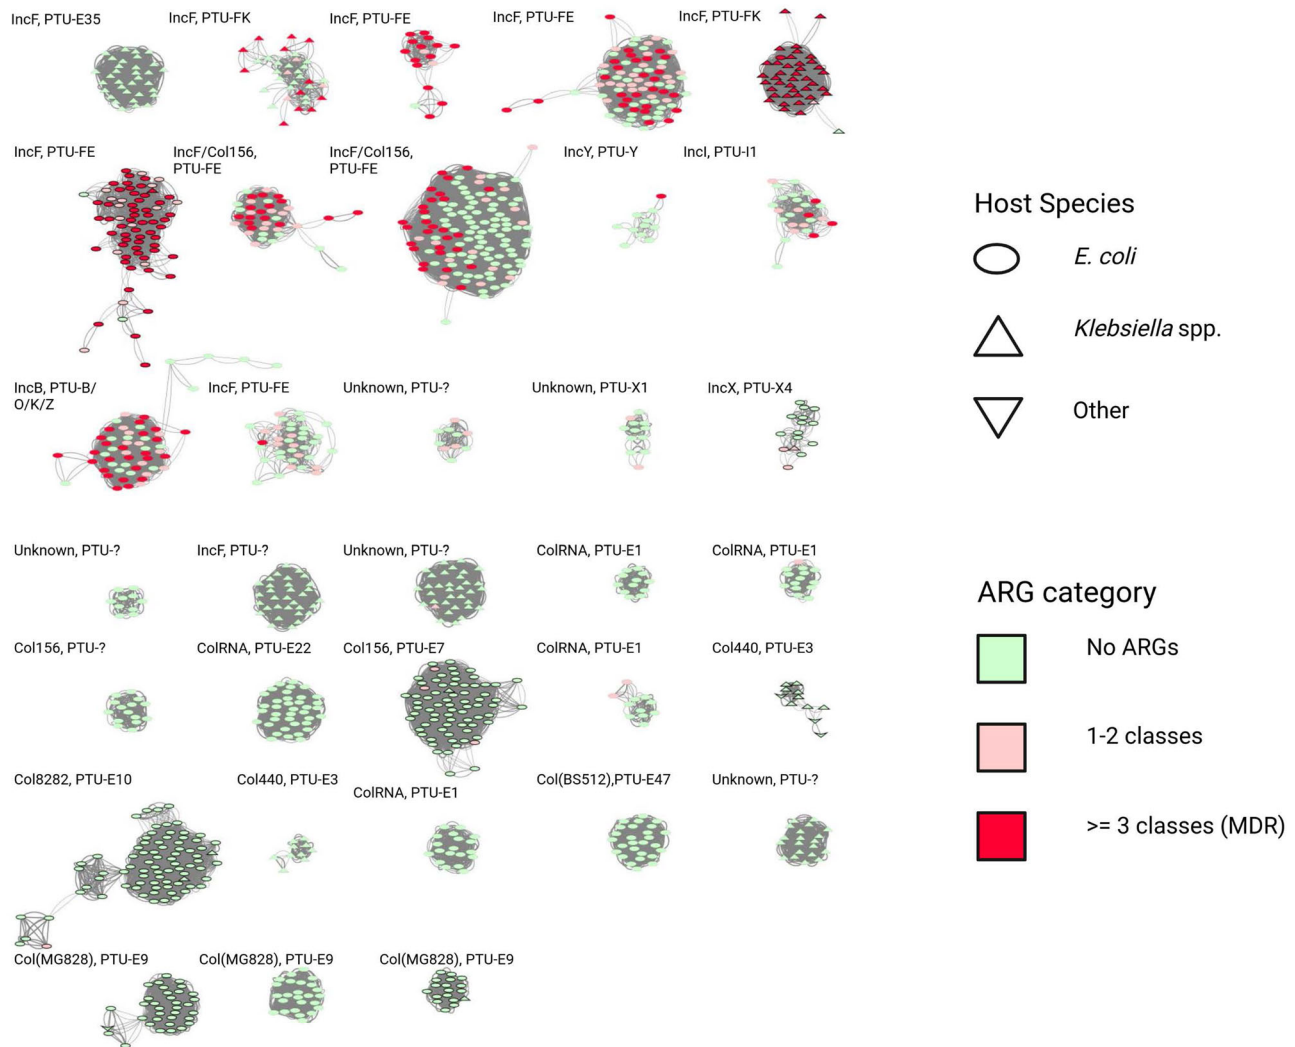 IncF, PTU-E35
IncF, PTU-FK
IncF, PTU-FE
IncF, PTU-FE
IncF, PTU-FK
IncF, PTU-FE
IncF/Col156,
PTU-FE
IncF/Col156,
PTU-FE
IncY, PTU-Y
IncI, PTU-I1
IncB, PTU-B/
O/K/Z
IncF, PTU-FE
Unknown, PTU-?
Unknown, PTU-X1
IncX, PTU-X4
Unknown, PTU-?
IncF, PTU-?
Unknown, PTU-?
ColRNA, PTU-E1
ColRNA, PTU-E1
Col156, PTU-?
ColRNA, PTU-E22
Col156, PTU-E7
ColRNA, PTU-E1
Col440, PTU-E3
Col8282, PTU-E10
Col440, PTU-E3
ColRNA, PTU-E1
Col(BS512),PTU-E47
Unknown, PTU-?
Col(MG828), PTU-E9
Col(MG828), PTU-E9
Col(MG828), PTU-E9
Host Species
E. coli
Klebsiella spp.
Other
ARG category
No ARGs
1-2 classes
>= 3 classes (MDR)